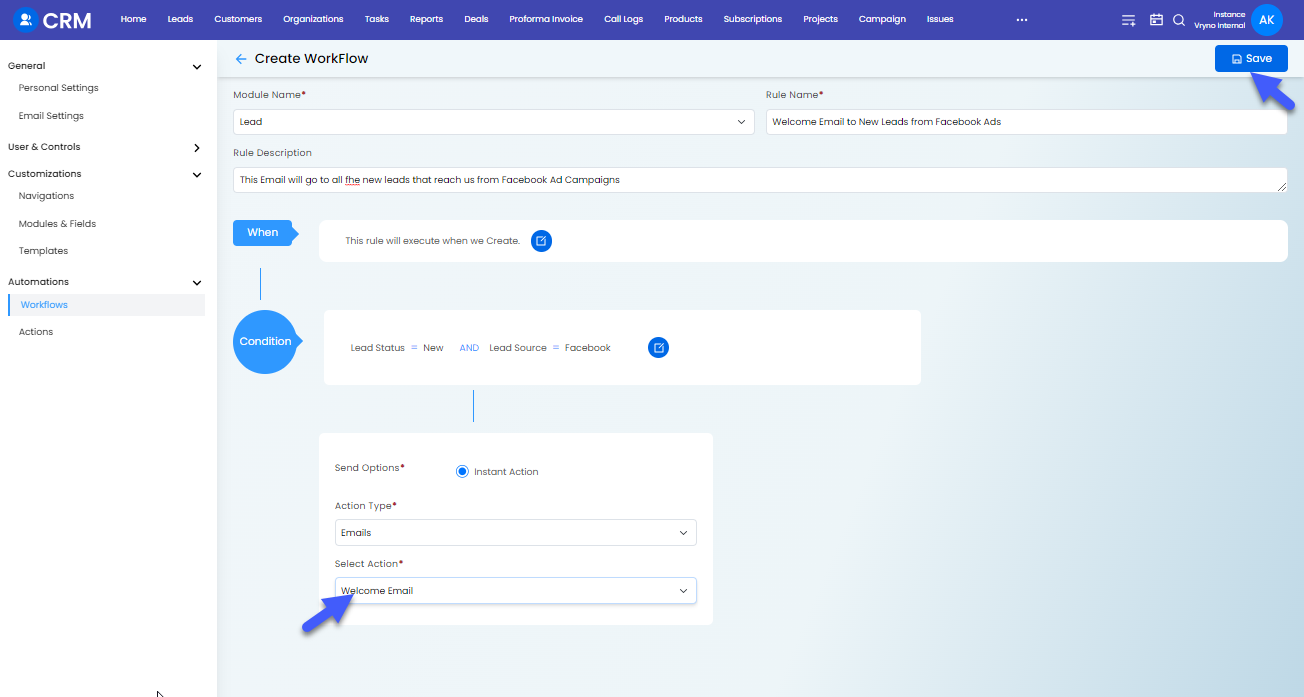 CRM
Home Leads Customers Organizations Tasks Reports Deals Proforma Invoice Call Logs Products Subscriptions Projects Campaign Issues ...
Instance
Vryno Internal
AK
General
Personal Settings
Email Settings
User & Controls
Customizations
Navigations
Modules & Fields
Templates
Automations
Workflows
Actions
Create WorkFlow
Save
Module Name*
Rule Name*
Lead
Welcome Email to New Leads from Facebook Ads
Rule Description
This Email will go to all fhe new leads that reach us from Facebook Ad Campaigns
When
This rule will execute when we Create.
Condition
Lead Status = New AND Lead Source = Facebook
Send Options*
Instant Action
Action Type*
Emails
Select Action*
Welcome Email